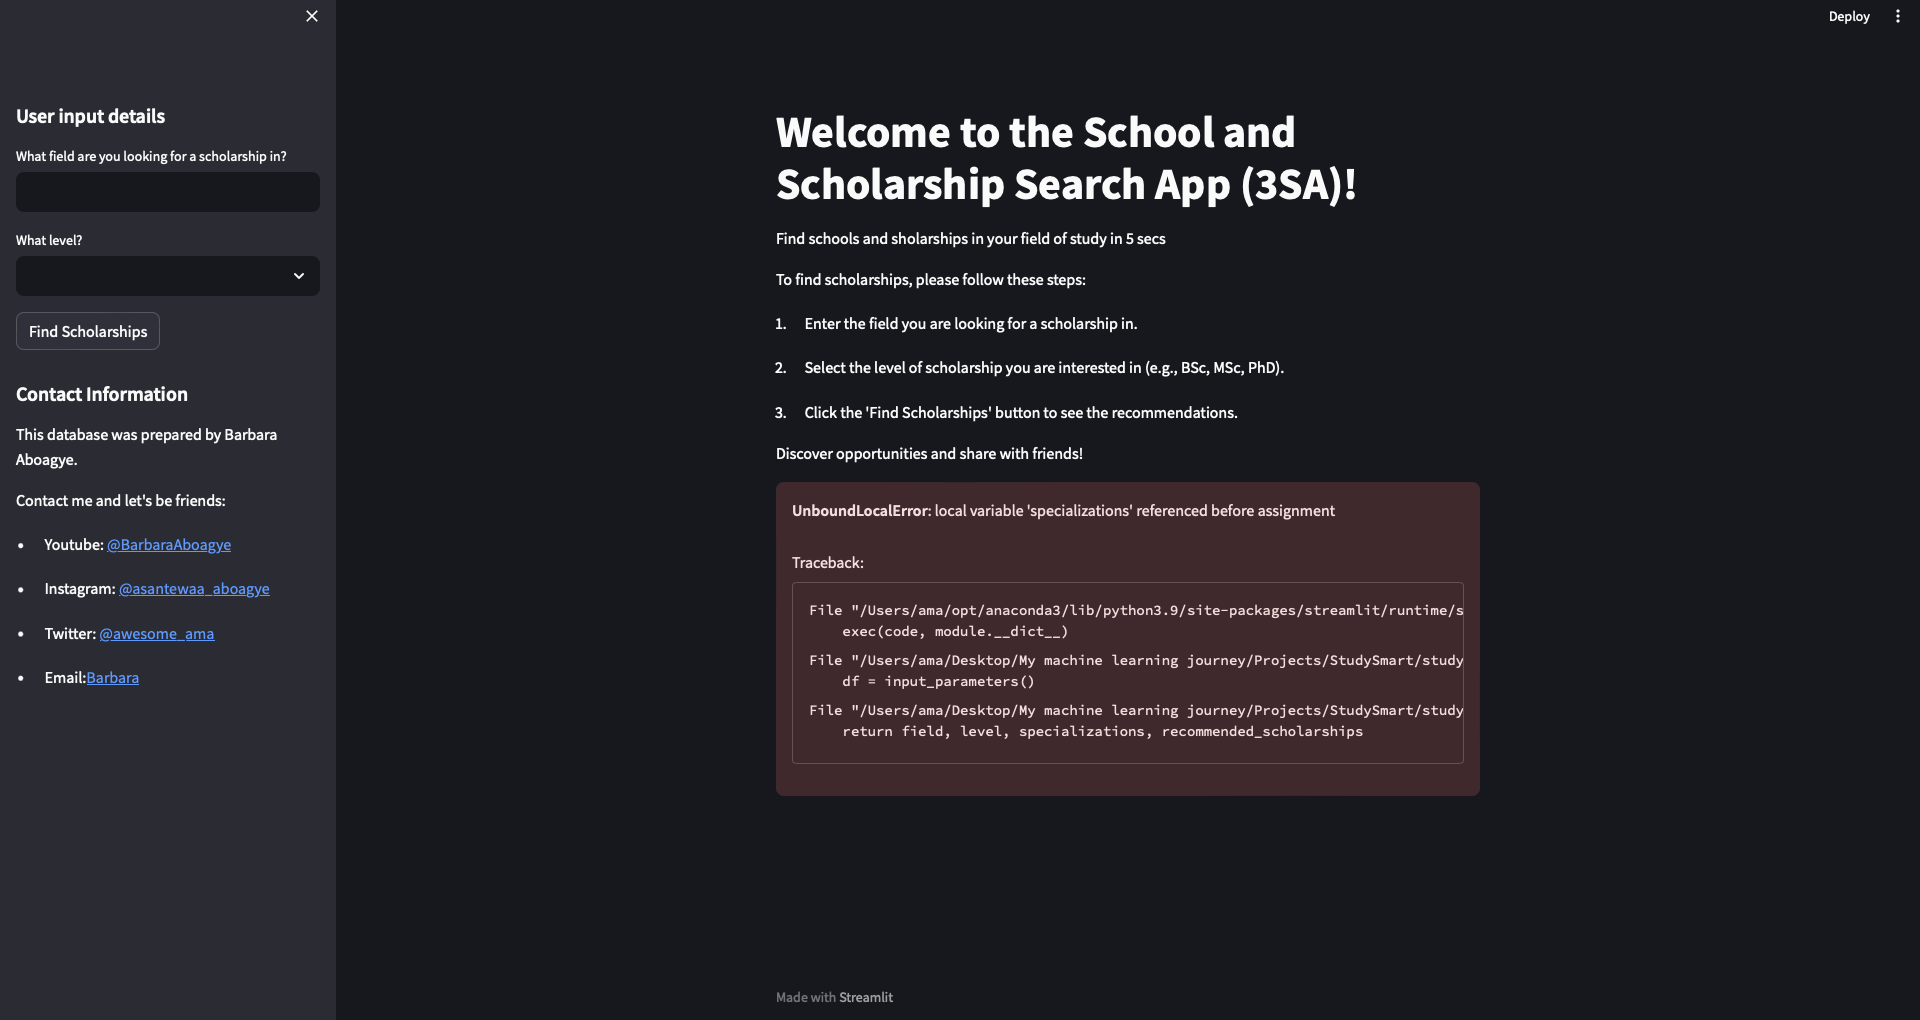 Deploy
User input details
What field are you looking for a scholarship in?
What level?
Find Scholarships
Contact Information
This database was prepared by Barbara
Aboagye.
Contact me and let's be friends:
• Youtube: @BarbaraAboagye
• Instagram: @asantewaa_aboagye
• Twitter: @awesome_ama
• Email:Barbara
Welcome to the School and
Scholarship Search App (3SA)!
Find schools and sholarships in your field of study in 5 secs
To find scholarships, please follow these steps:
1. Enter the field you are looking for a scholarship in.
2. Select the level of scholarship you are interested in (e.g., BSc, MSc, PhD).
3. Click the 'Find Scholarships' button to see the recommendations.
Discover opportunities and share with friends!
UnboundLocalError: local variable 'specializations' referenced before assignment
Traceback:
File "/Users/ama/opt/anaconda3/lib/python3.9/site-packages/streamlit/runtime/s
exec(code, module.__dict__)
File "/Users/ama/Desktop/My machine learning journey/Projects/StudySmart/study
df = input_parameters()
File "/Users/ama/Desktop/My machine learning journey/Projects/StudySmart/study
return field, level, specializations, recommended_scholarships
Made with Streamlit